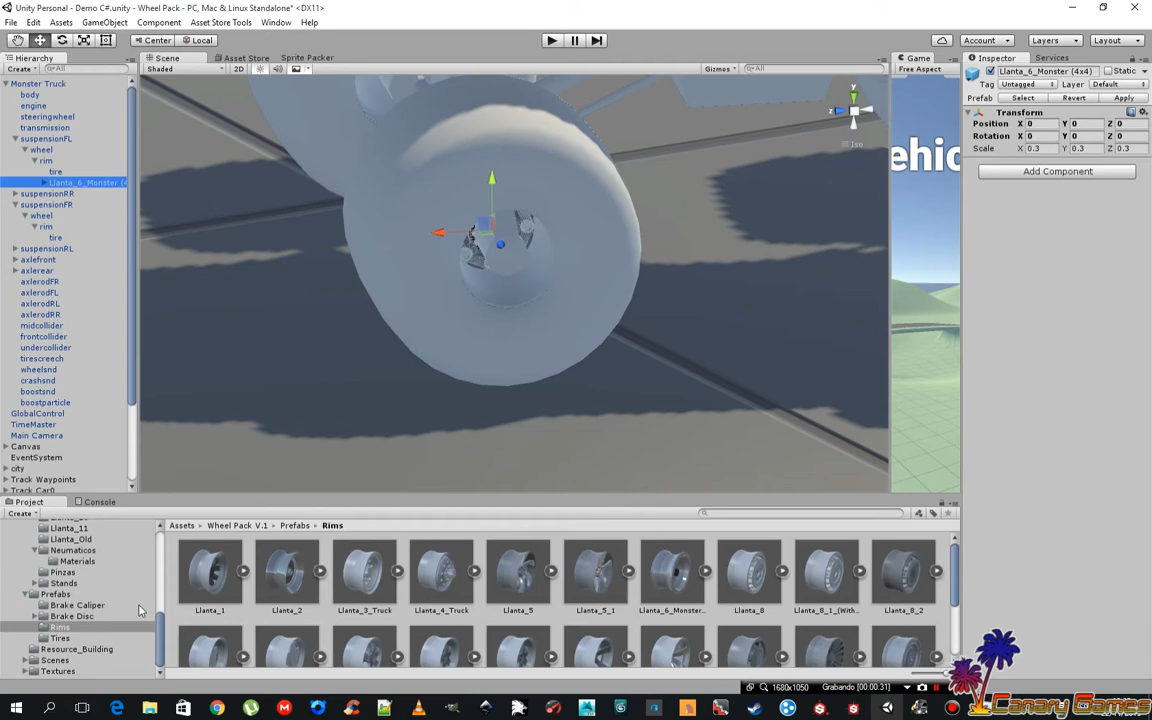 Unity Personal - Demo C#.unity - Wheel Pack - PC, Mac & Linux Standalone* <DX11>
File Edit Assets GameObject Component Asset Store Tools Window Help
Center Local Account Layers Layout
Hierarchy Scene Asset Store Sprite Packer Game Services Inspector
Create All Shaded 2D Gizmos All Free Aspect
Llanta_6_Monster (4x4) Static
Tag Untagged Layer Default
Prefab Select Revert Apply
Transform
Position X 0 Y 0 Z 0
Rotation X 0 Y 0 Z 0
Scale X 0.3 Y 0.3 Z 0.3
Add Component
y
z
Iso
ehic
Monster Truck
body
engine
steeringwheel
transmission
suspensionFL
wheel
rim
tire
Llanta_6_Monster (4
suspensionRR
suspensionFR
wheel
rim
tire
suspensionRL
axlefront
axlerear
axlerodFR
axlerodFL
axlerodRL
axlerodRR
midcollider
frontcollider
undercollider
tirescreech
wheelsnd
crashsnd
boostsnd
boostparticle
GlobalControl
TimeMaster
Main Camera
Canvas
EventSystem
city
Track Waypoints
Track Car0
Project Console
Create
Assets Wheel Pack V.1 Prefabs Rims
Llanta_11
Llanta_Old
Neumaticos
Materials
Pinzas
Stands
Prefabs
Brake Caliper
Brake Disc
Rims
Tires
Resource_Building
Scenes
Textures
Llanta_1 Llanta_2 Llanta_3_Truck Llanta_4_Truck Llanta_5 Llanta_5_1 Llanta_6_Monster... Llanta_8 Llanta_8_1_(With... Llanta_8_2
1680x1050 Grabando [00:00:31]
Canary Games